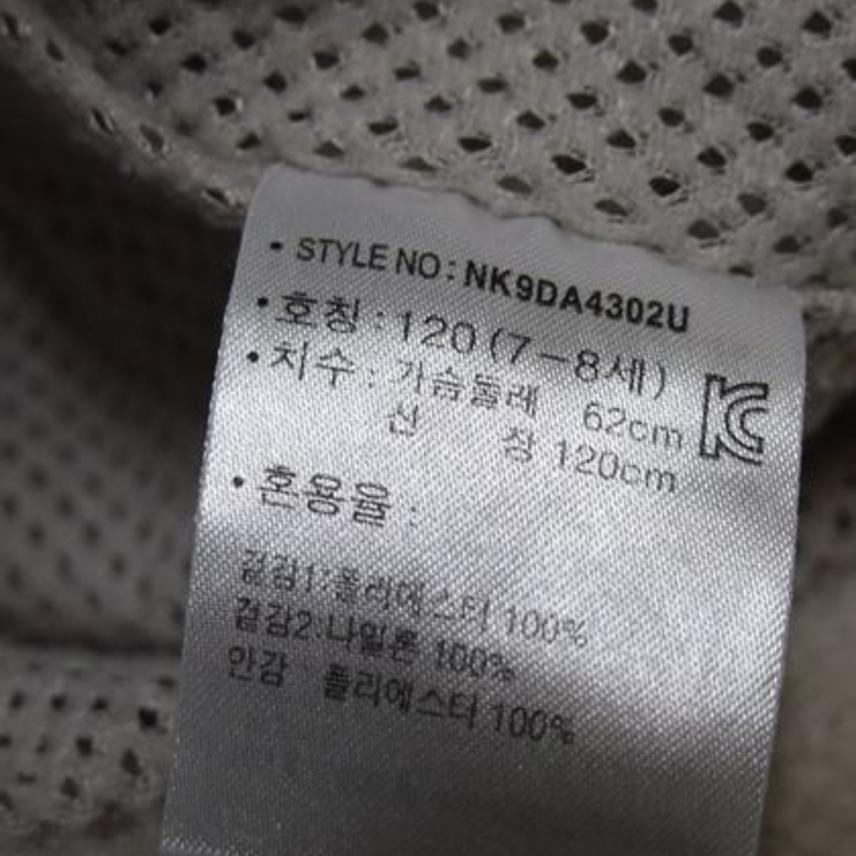 • STYLE NO : NK9DA4302U
• 호칭 : 120 (7-8세)
• 치수 : 가슴둘레 62cm
신 장 120cm
• 혼용율 :
겉감1:폴리에스터 100%
겉감2:나일론 100%
안감 폴리에스터 100%